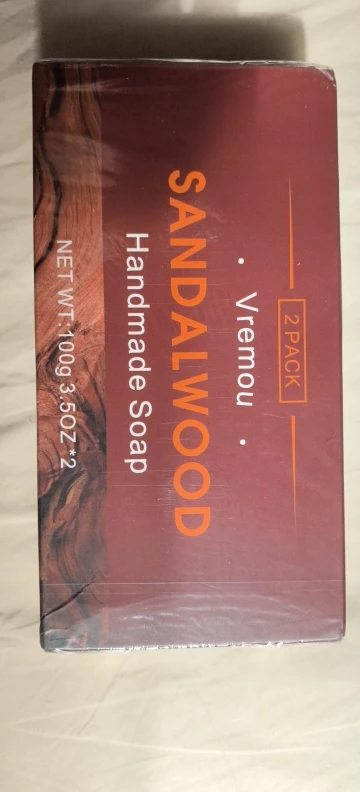 2 PACK
· Vremou ·
SANDALWOOD
Handmade Soap
NET WT:100g 3.5OZ *2